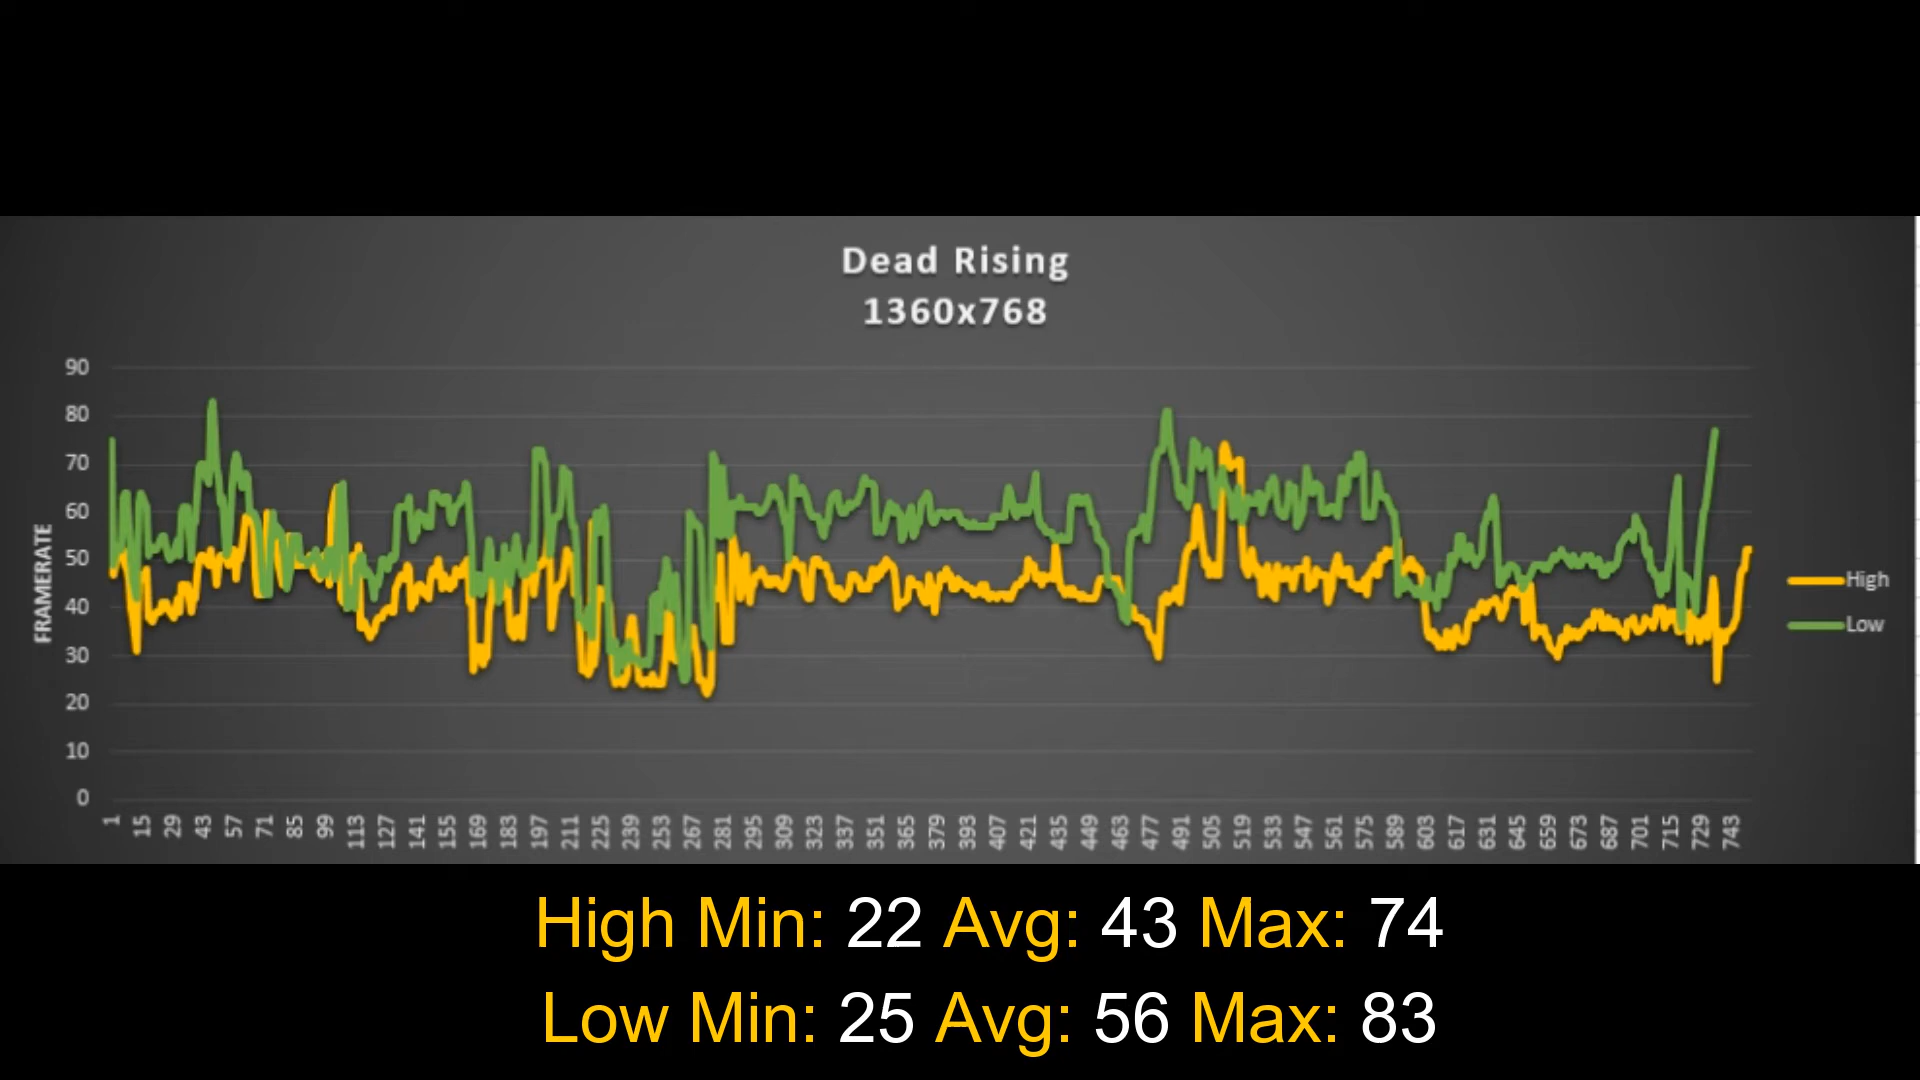 Dead Rising
1360x768
90
80
70
60
50
40
30
20
10
0
FRAMERATE
1 15 29 43 57 71 85 99 113 127 141 155 169 183 197 211 225 239 253 267 281 295 309 323 337 351 365 379 393 407 421 435 449 463 477 491 505 519 533 547 561 575 589 603 617 631 645 659 673 687 701 715 729 743
High
Low
High Min: 22 Avg: 43 Max: 74
Low Min: 25 Avg: 56 Max: 83